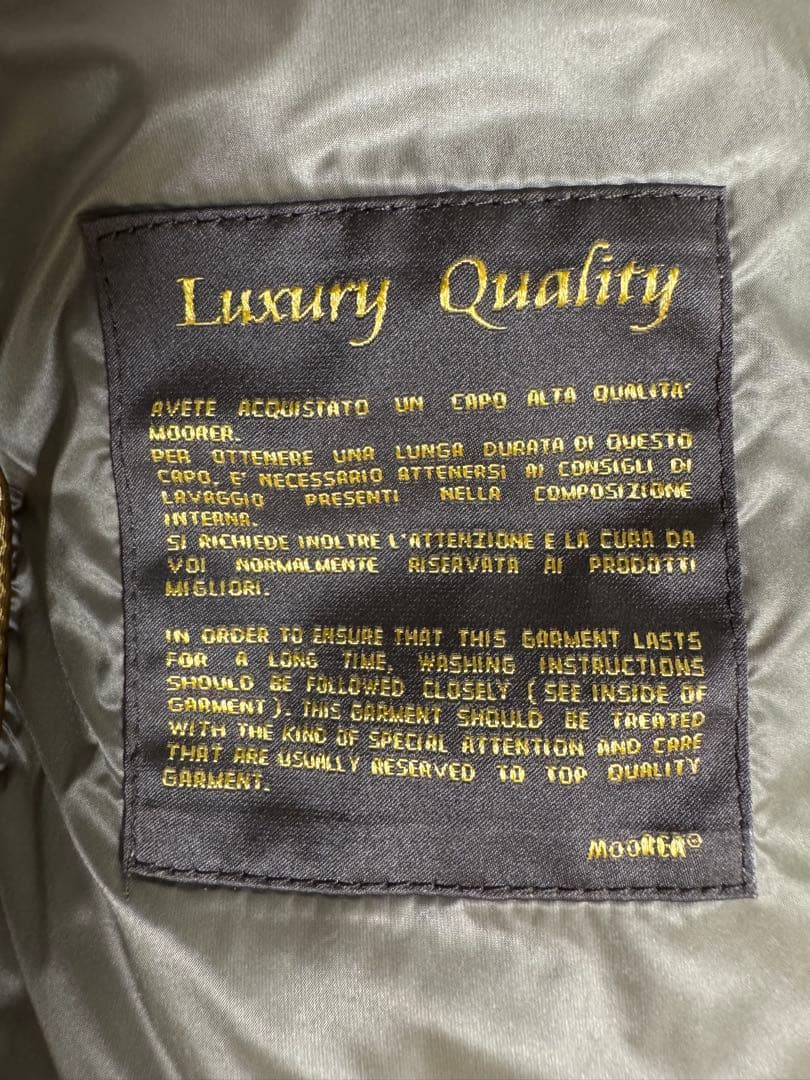 Luxury Quality
AVETE ACQUISTATO UN CAPO ALTA QUALITA'
MOORER.
PER OTTENERE UNA LUNGA DURATA DI QUESTO
CAPO, E' NECESSARIO ATTENERSI AI CONSIGLI DI
LAVAGGIO PRESENTI NELLA COMPOSIZIONE
INTERNA.
SI RICHIEDE INOLTRE L'ATTENZIONE E LA CURA DA
VOI NORMALMENTE RISERVATA AI PRODOTTI
MIGLIORI.
IN ORDER TO ENSURE THAT THIS GARMENT LASTS
FOR A LONG TIME, WASHING INSTRUCTIONS
SHOULD BE FOLLOWED CLOSELY (SEE INSIDE OF
GARMENT). THIS GARMENT SHOULD BE TREATED
WITH THE KIND OF SPECIAL ATTENTION AND CARE
THAT ARE USUALLY RESERVED TO TOP QUALITY
GARMENT.
MOORER®